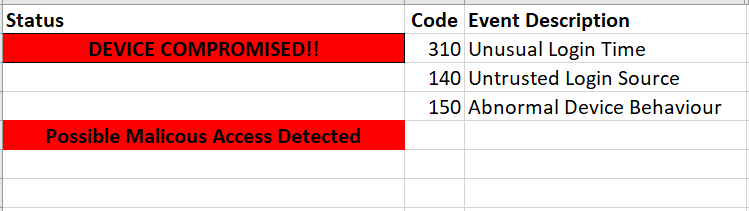 Status Code Event Description
DEVICE COMPROMISED!! 310 Unusual Login Time
140 Untrusted Login Source
150 Abnormal Device Behaviour
Possible Malicous Access Detected